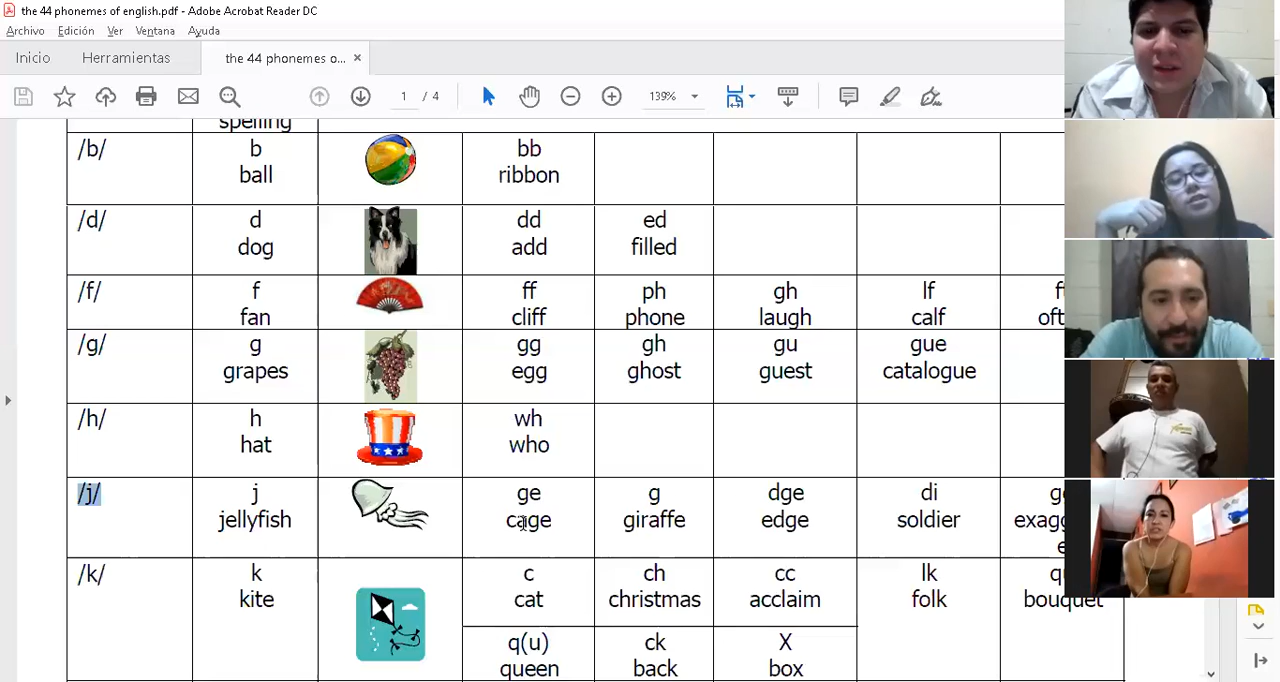 the 44 phonemes of english.pdf - Adobe Acrobat Reader DC
Archivo Edición Ver Ventana Ayuda
Inicio Herramientas the 44 phonemes o... ×
1 / 4 139%
spelling
/b/ b bb
ball ribbon
/d/ d dd ed
dog add filled
/f/ f ff ph gh lf
fan cliff phone laugh calf
/g/ g gg gh gu gue
grapes egg ghost guest catalogue
/h/ h wh
hat who
/j/ j ge g dge di
jellyfish cage giraffe edge soldier
/k/ k c ch cc lk
kite cat christmas acclaim folk bouquet
q(u) ck X
queen back box